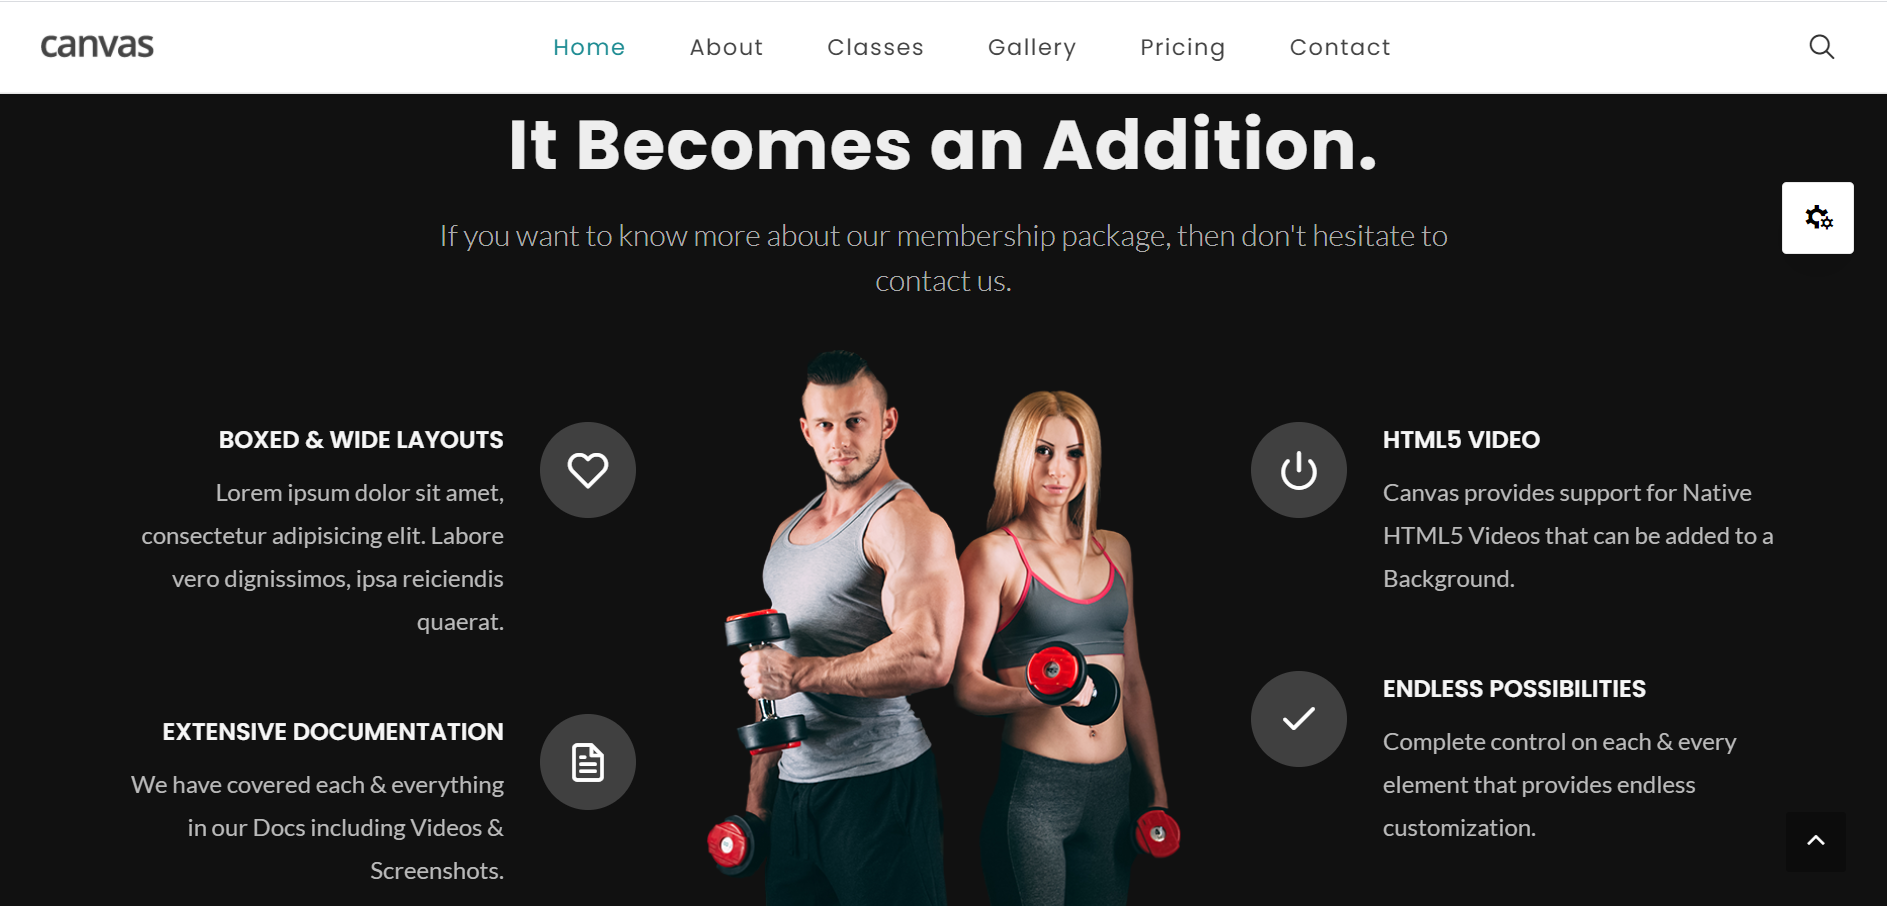 canvas
Home About Classes Gallery Pricing Contact
It Becomes an Addition.
If you want to know more about our membership package, then don't hesitate to
contact us.
BOXED & WIDE LAYOUTS
Lorem ipsum dolor sit amet,
consectetur adipisicing elit. Labore
vero dignissimos, ipsa reiciendis
quaerat.
EXTENSIVE DOCUMENTATION
We have covered each & everything
in our Docs including Videos &
Screenshots.
HTML5 VIDEO
Canvas provides support for Native
HTML5 Videos that can be added to a
Background.
ENDLESS POSSIBILITIES
Complete control on each & every
element that provides endless
customization.